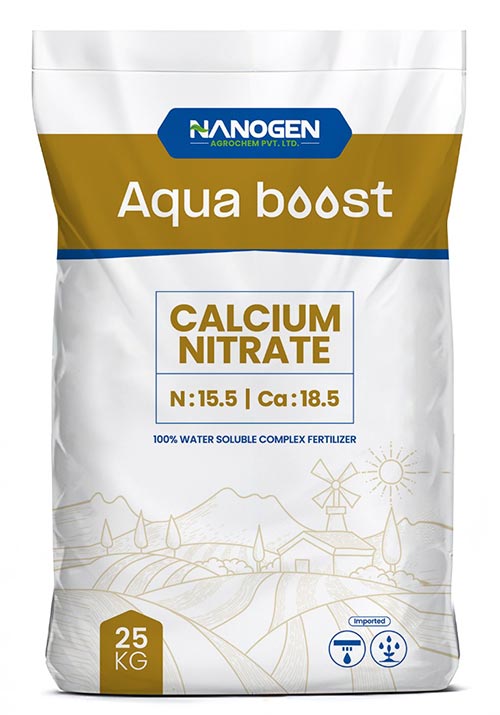 NANOGEN
AGROCHEM PVT. LTD.
Aqua boost
CALCIUM
NITRATE
N:15.5 | Ca:18.5
100% WATER SOLUBLE COMPLEX FERTILIZER
Imported
25
KG